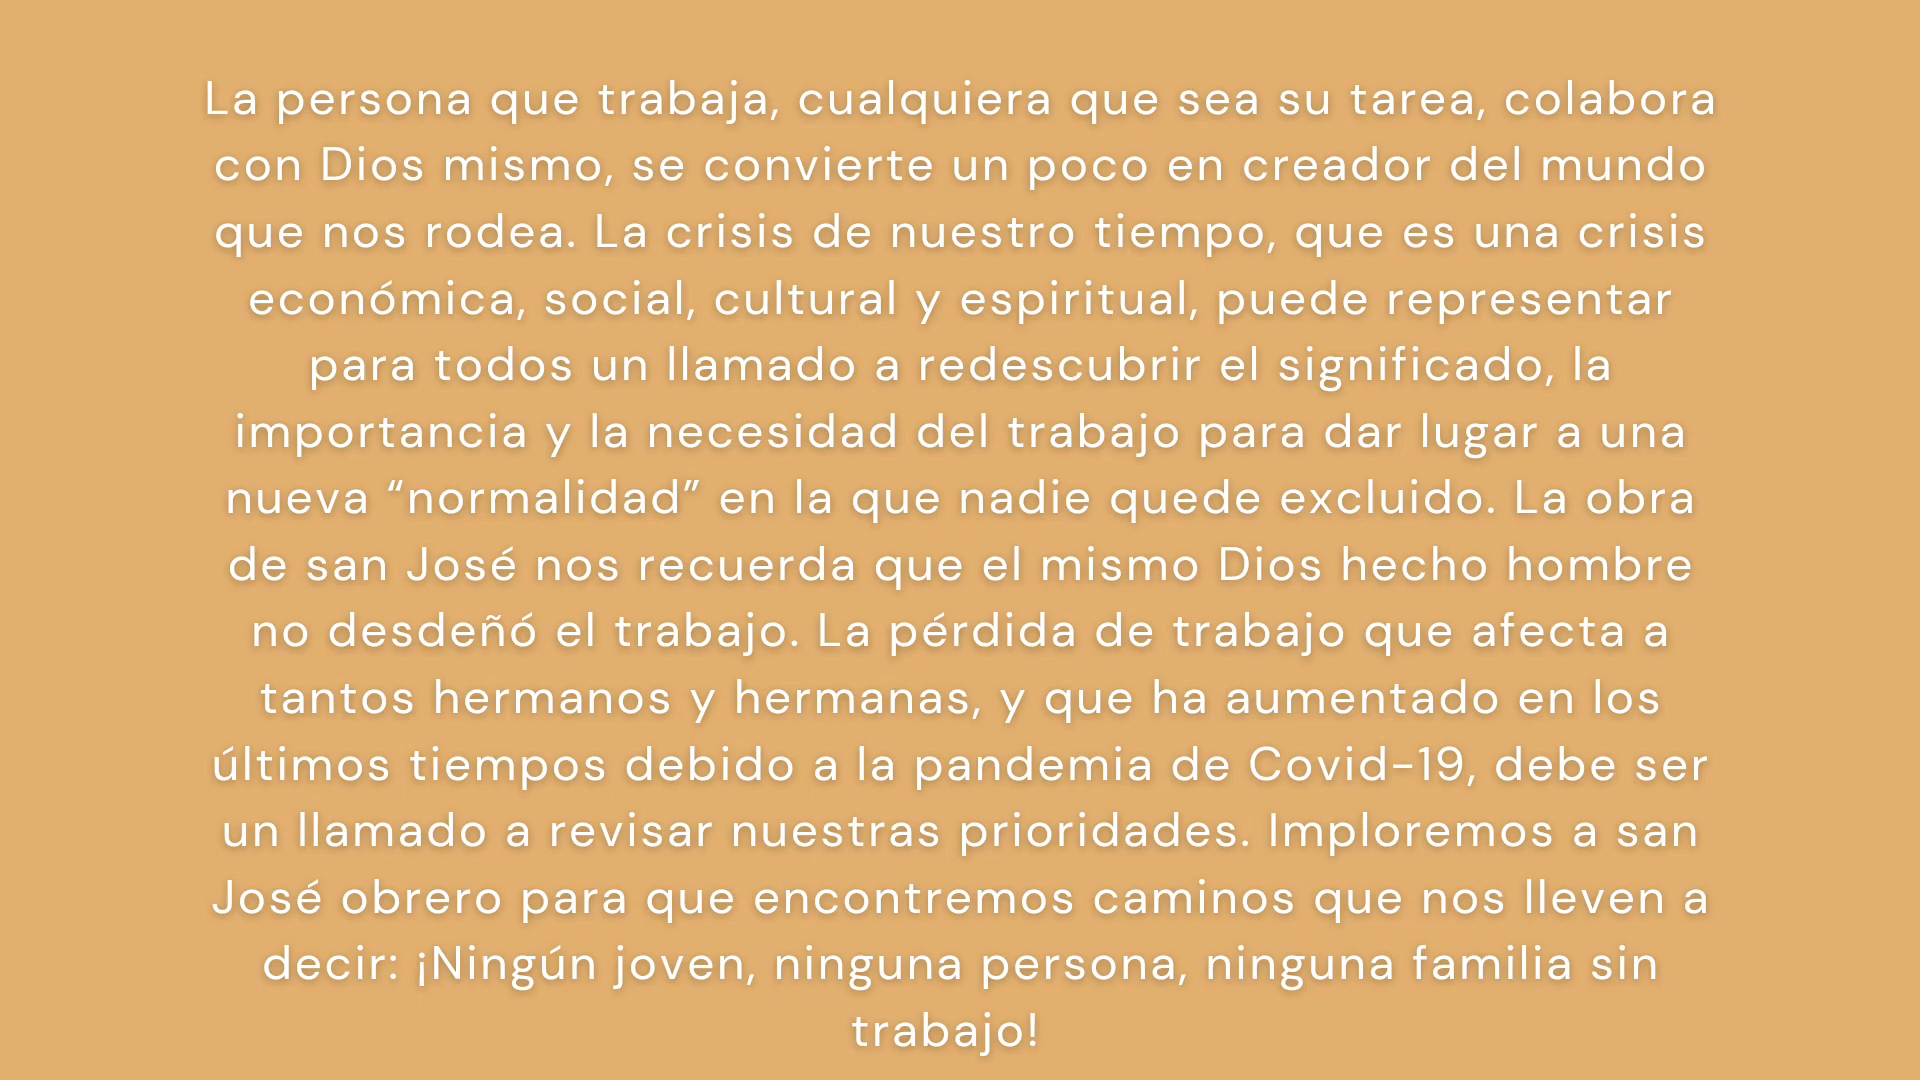 La persona que trabaja, cualquiera que sea su tarea, colabora
con Dios mismo, se convierte un poco en creador del mundo
que nos rodea. La crisis de nuestro tiempo, que es una crisis
económica, social, cultural y espiritual, puede representar
para todos un llamado a redescubrir el significado, la
importancia y la necesidad del trabajo para dar lugar a una
nueva “normalidad” en la que nadie quede excluido. La obra
de san José nos recuerda que el mismo Dios hecho hombre
no desdeñó el trabajo. La pérdida de trabajo que afecta a
tantos hermanos y hermanas, y que ha aumentado en los
últimos tiempos debido a la pandemia de Covid-19, debe ser
un llamado a revisar nuestras prioridades. Imploremos a san
José obrero para que encontremos caminos que nos lleven a
decir: ¡Ningún joven, ninguna persona, ninguna familia sin
trabajo!